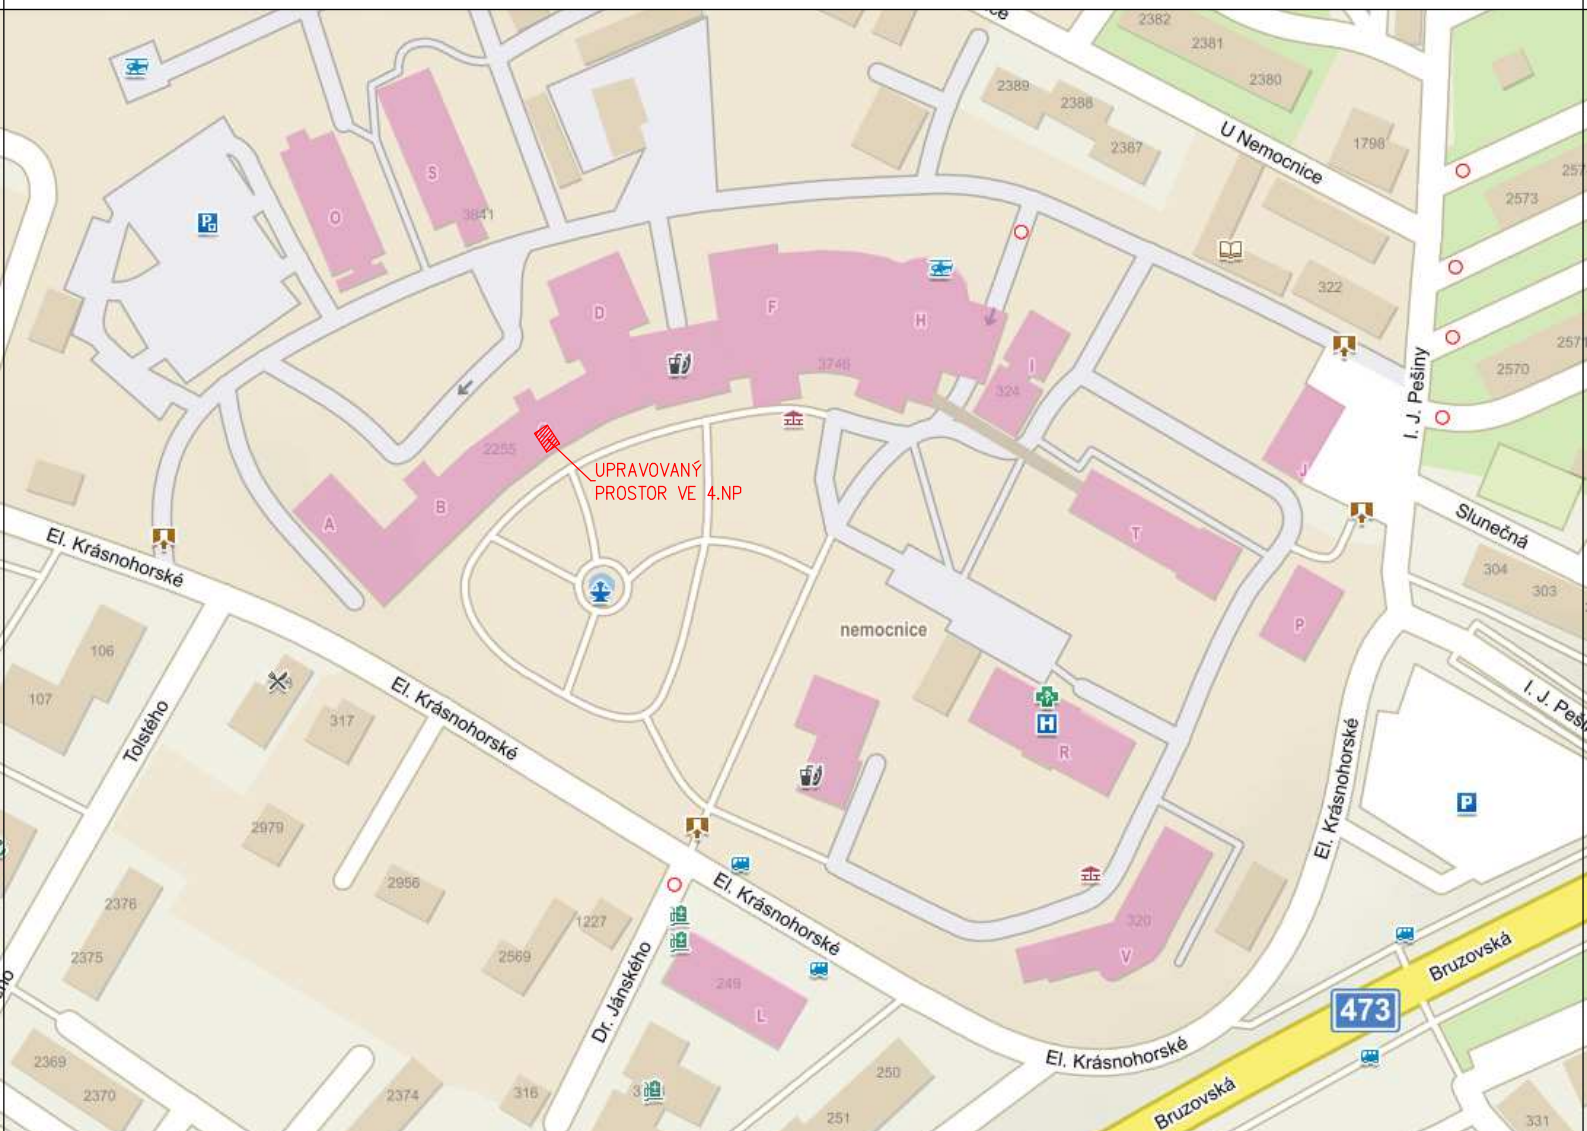 2382
2381
2380
2389
2388
2387
U Nemocnice
1798
2573
S
O
3841
322
D
F
H
3746
I
324
I. J. Pešiny
2571
2570
2255
UPRAVOVANÝ
PROSTOR VE 4.NP
A
B
J
T
Slunečná
304
303
El. Krásnohorské
P
nemocnice
106
107
Tolstého
317
El. Krásnohorské
R
El. Krásnohorské
2979
2956
2376
2375
1227
2569
El. Krásnohorské
Dr. Jánského
320
V
249
L
Bruzovská
473
El. Krásnohorské
2369
2370
2374
316
250
251
Bruzovská
331